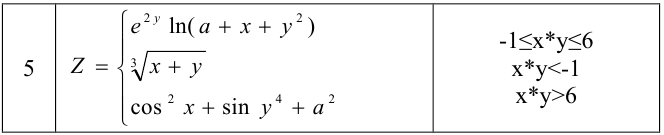 5
Z = { e^{2y} ln(a + x + y^2)
∛(x + y)
cos^2 x + sin y^4 + a^2
-1≤x*y≤6
x*y<-1
x*y>6